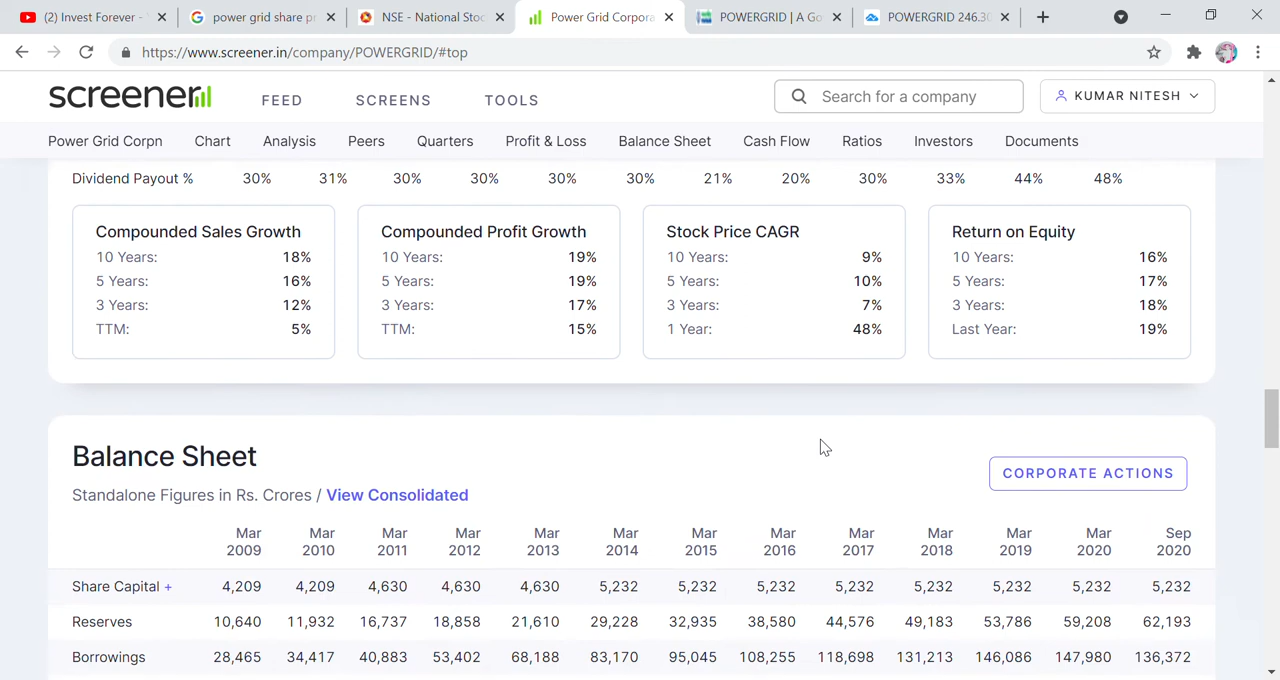 (2) Invest Forever - power grid share pr NSE - National Stoc Power Grid Corpora POWERGRID | A Go POWERGRID 246.30
https://www.screener.in/company/POWERGRID/#top
screener FEED SCREENS TOOLS Search for a company KUMAR NITESH
Power Grid Corpn Chart Analysis Peers Quarters Profit & Loss Balance Sheet Cash Flow Ratios Investors Documents
Dividend Payout % 30% 31% 30% 30% 30% 30% 21% 20% 30% 33% 44% 48%
Compounded Sales Growth
10 Years: 18%
5 Years: 16%
3 Years: 12%
TTM: 5%
Compounded Profit Growth
10 Years: 19%
5 Years: 19%
3 Years: 17%
TTM: 15%
Stock Price CAGR
10 Years: 9%
5 Years: 10%
3 Years: 7%
1 Year: 48%
Return on Equity
10 Years: 16%
5 Years: 17%
3 Years: 18%
Last Year: 19%
Balance Sheet
CORPORATE ACTIONS
Standalone Figures in Rs. Crores / View Consolidated
Mar Mar Mar Mar Mar Mar Mar Mar Mar Mar Mar Mar Sep
2009 2010 2011 2012 2013 2014 2015 2016 2017 2018 2019 2020 2020
Share Capital + 4,209 4,209 4,630 4,630 4,630 5,232 5,232 5,232 5,232 5,232 5,232 5,232 5,232
Reserves 10,640 11,932 16,737 18,858 21,610 29,228 32,935 38,580 44,576 49,183 53,786 59,208 62,193
Borrowings 28,465 34,417 40,883 53,402 68,188 83,170 95,045 108,255 118,698 131,213 146,086 147,980 136,372